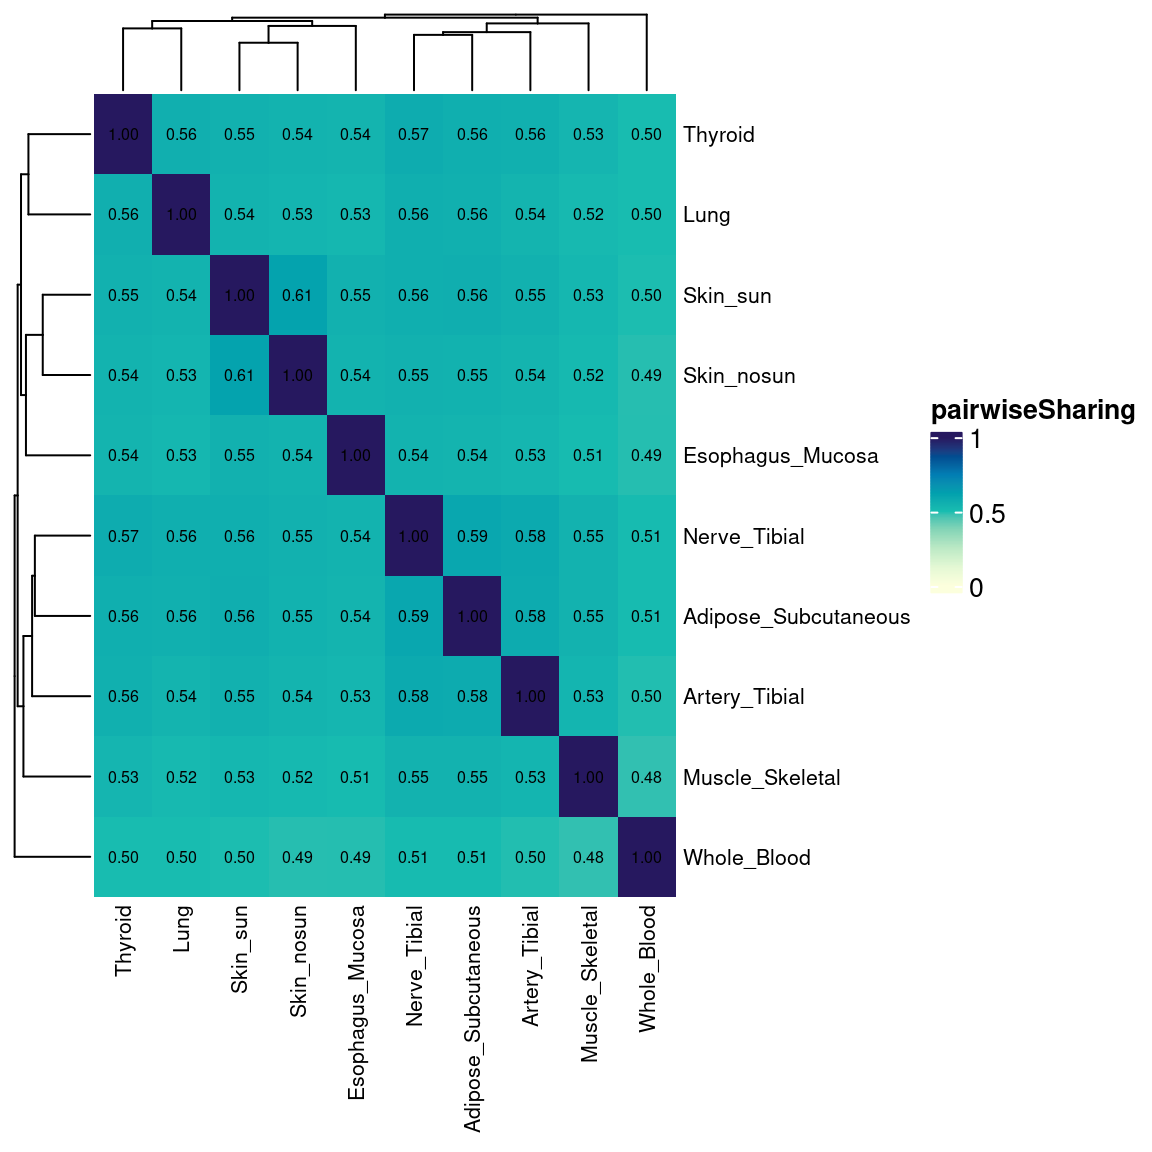 1.00 0.56 0.55 0.54 0.54 0.57 0.56 0.56 0.53 0.50 Thyroid
0.56 1.00 0.54 0.53 0.53 0.56 0.56 0.54 0.52 0.50 Lung
0.55 0.54 1.00 0.61 0.55 0.56 0.56 0.55 0.53 0.50 Skin_sun
0.54 0.53 0.61 1.00 0.54 0.55 0.55 0.54 0.52 0.49 Skin_nosun
0.54 0.53 0.55 0.54 1.00 0.54 0.54 0.53 0.51 0.49 Esophagus_Mucosa
0.57 0.56 0.56 0.55 0.54 1.00 0.59 0.58 0.55 0.51 Nerve_Tibial
0.56 0.56 0.56 0.55 0.54 0.59 1.00 0.58 0.55 0.51 Adipose_Subcutaneous
0.56 0.54 0.55 0.54 0.53 0.58 0.58 1.00 0.53 0.50 Artery_Tibial
0.53 0.52 0.53 0.52 0.51 0.55 0.55 0.53 1.00 0.48 Muscle_Skeletal
0.50 0.50 0.50 0.49 0.49 0.51 0.51 0.50 0.48 1.00 Whole_Blood
Thyroid
Lung
Skin_sun
Skin_nosun
Esophagus_Mucosa
Nerve_Tibial
Adipose_Subcutaneous
Artery_Tibial
Muscle_Skeletal
Whole_Blood
pairwiseSharing
1
0.5
0